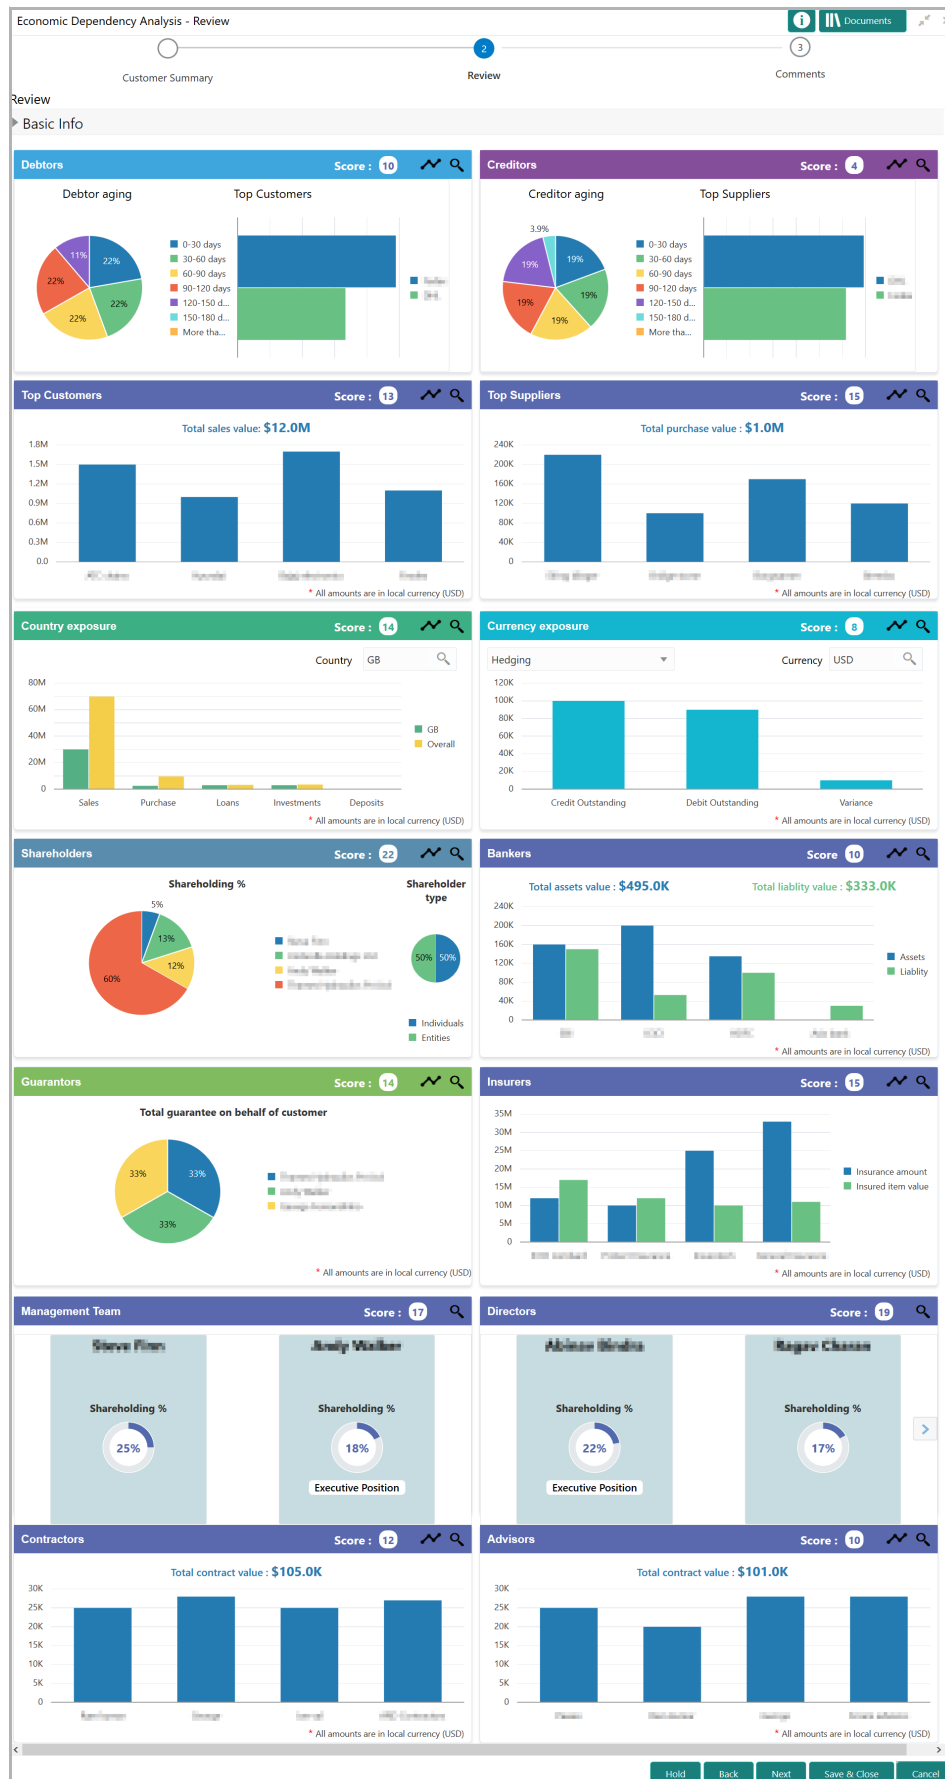 Economic Dependency Analysis - Review
Documents
2
3
Customer Summary
Review
Comments
Review
Basic Info
Debtors
Score : 10
Creditors
Score : 4
Debtor aging
Top Customers
22%
22%
22%
22%
11%
0-30 days
30-60 days
60-90 days
90-120 days
120-150 d...
150-180 d...
More tha...
Creditor aging
Top Suppliers
3.9%
19%
19%
19%
19%
19%
0-30 days
30-60 days
60-90 days
90-120 days
120-150 d...
150-180 d...
More tha...
Top Customers
Score : 13
Total sales value: $12.0M
1.8M
1.5M
1.2M
0.9M
0.6M
0.3M
0.0
* All amounts are in local currency (USD)
Top Suppliers
Score : 15
Total purchase value : $1.0M
240K
200K
160K
120K
80K
40K
0
* All amounts are in local currency (USD)
Country exposure
Score : 14
Country GB
80M
60M
40M
20M
0
Sales Purchase Loans Investments Deposits
GB
Overall
* All amounts are in local currency (USD)
Currency exposure
Score : 8
Hedging
Currency USD
120K
100K
80K
60K
40K
20K
0
Credit Outstanding Debit Outstanding Variance
* All amounts are in local currency (USD)
Shareholders
Score : 22
Shareholding %
5%
13%
12%
60%
Shareholder
type
50% 50%
Individuals
Entities
Bankers
Score 10
Total assets value : $495.0K
Total liablity value : $333.0K
240K
200K
160K
120K
80K
40K
0
Assets
Liablity
* All amounts are in local currency (USD)
Guarantors
Score : 14
Total guarantee on behalf of customer
33%
33%
33%
* All amounts are in local currency (USD)
Insurers
Score : 15
35M
30M
25M
20M
15M
10M
5M
0
Insurance amount
Insured item value
* All amounts are in local currency (USD)
Management Team
Score : 17
Shareholding %
25%
Shareholding %
18%
Executive Position
Directors
Score : 19
Shareholding %
22%
Executive Position
Shareholding %
17%
Contractors
Score : 12
Total contract value : $105.0K
30K
25K
20K
15K
10K
5K
0
* All amounts are in local currency (USD)
Advisors
Score : 10
Total contract value : $101.0K
30K
25K
20K
15K
10K
5K
0
* All amounts are in local currency (USD)
Hold Back Next Save & Close Cancel